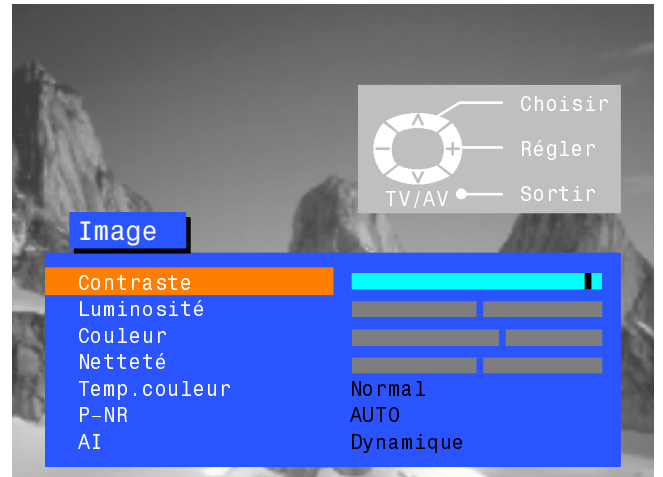 Choisir
Régler
TV/AV Sortir
Image
Contraste
Luminosité
Couleur
Netteté
Temp.couleur Normal
P-NR AUTO
AI Dynamique